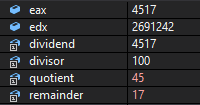 eax 4517
edx 2691242
dividend 4517
divisor 100
quotient 45
remainder 17